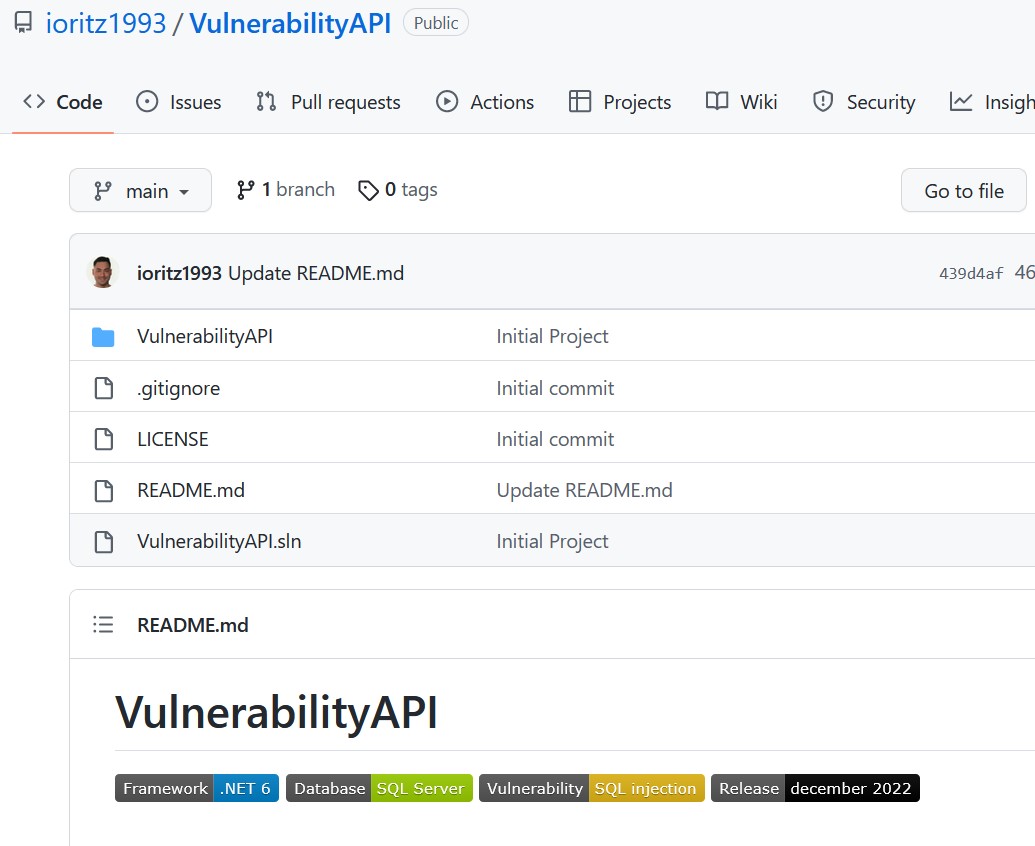 ioritz1993 / VulnerabilityAPI Public
Code Issues Pull requests Actions Projects Wiki Security Insigh
main 1 branch 0 tags Go to file
ioritz1993 Update README.md 439d4af 46
VulnerabilityAPI Initial Project
.gitignore Initial commit
LICENSE Initial commit
README.md Update README.md
VulnerabilityAPI.sln Initial Project
README.md
VulnerabilityAPI
Framework .NET 6 Database SQL Server Vulnerability SQL injection Release december 2022